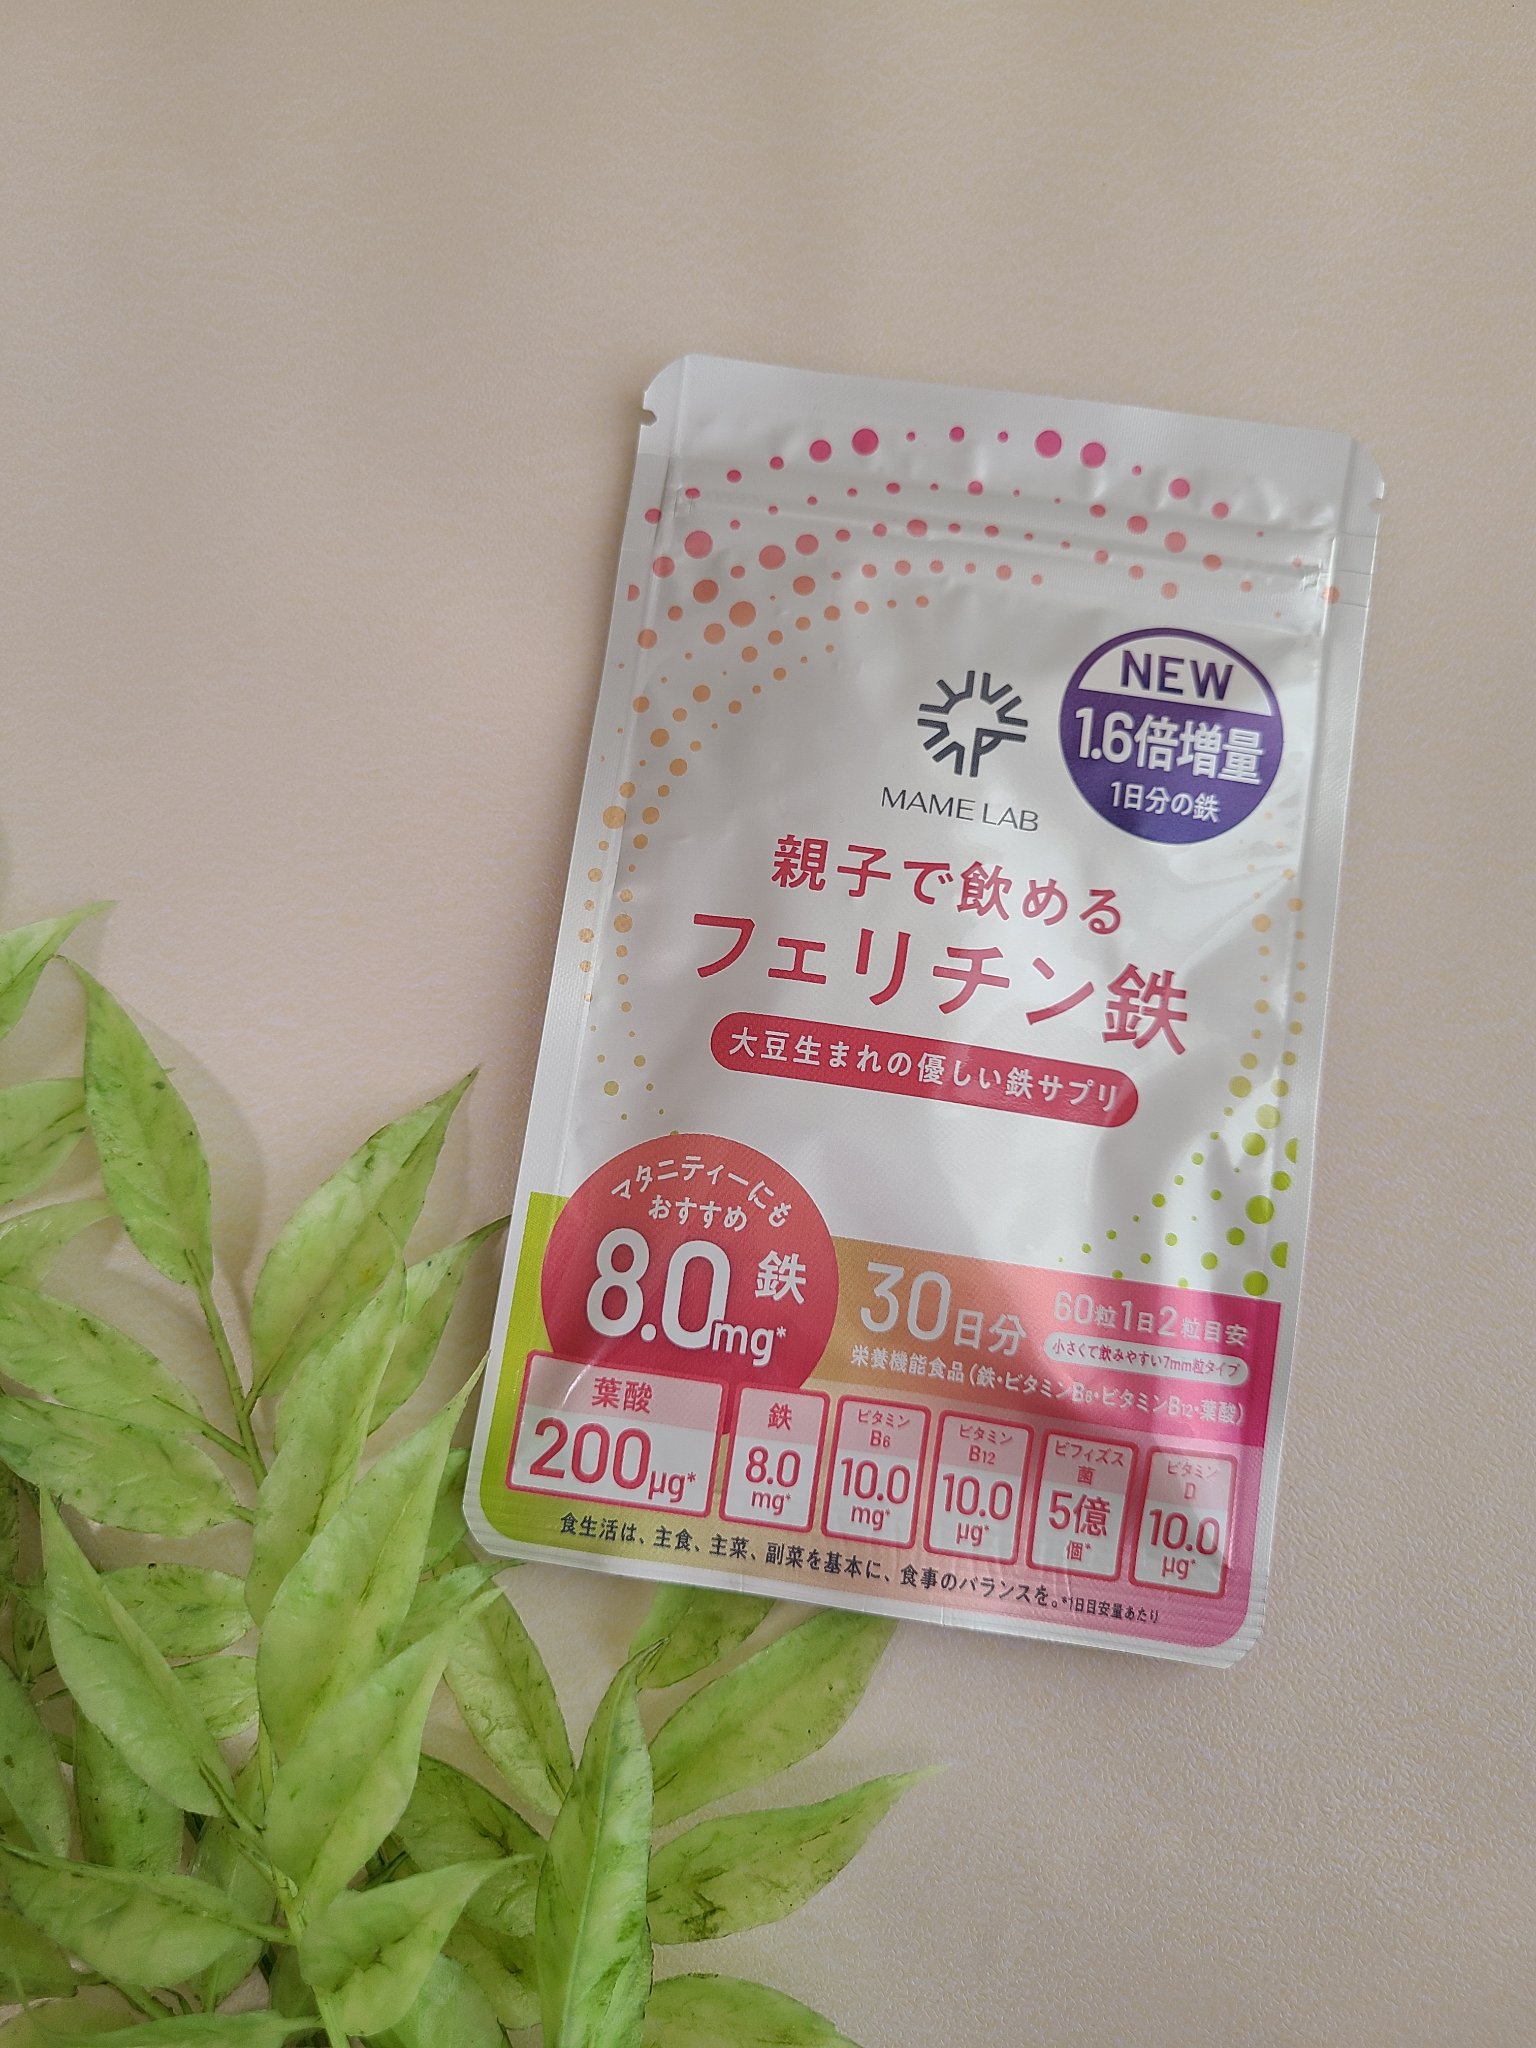 NEW
1.6倍増量
1日分の鉄
MAME LAB
親子で飲める
フェリチン鉄
大豆生まれの優しい鉄サプリ
マタニティーにも
おすすめ
鉄
8.0mg*
30日分
60粒1日2粒目安
小さくて飲みやすい7mm粒タイプ
栄養機能食品(鉄・ビタミンB6・ビタミンB12・葉酸)
葉酸
200μg*
鉄
8.0
mg*
ビタミン
B6
10.0
mg*
ビタミン
B12
10.0
μg*
ビフィズス
菌
5億
個*
ビタミン
D
10.0
μg*
食生活は、主食、主菜、副菜を基本に、食事のバランスを。*1日目安量あたり